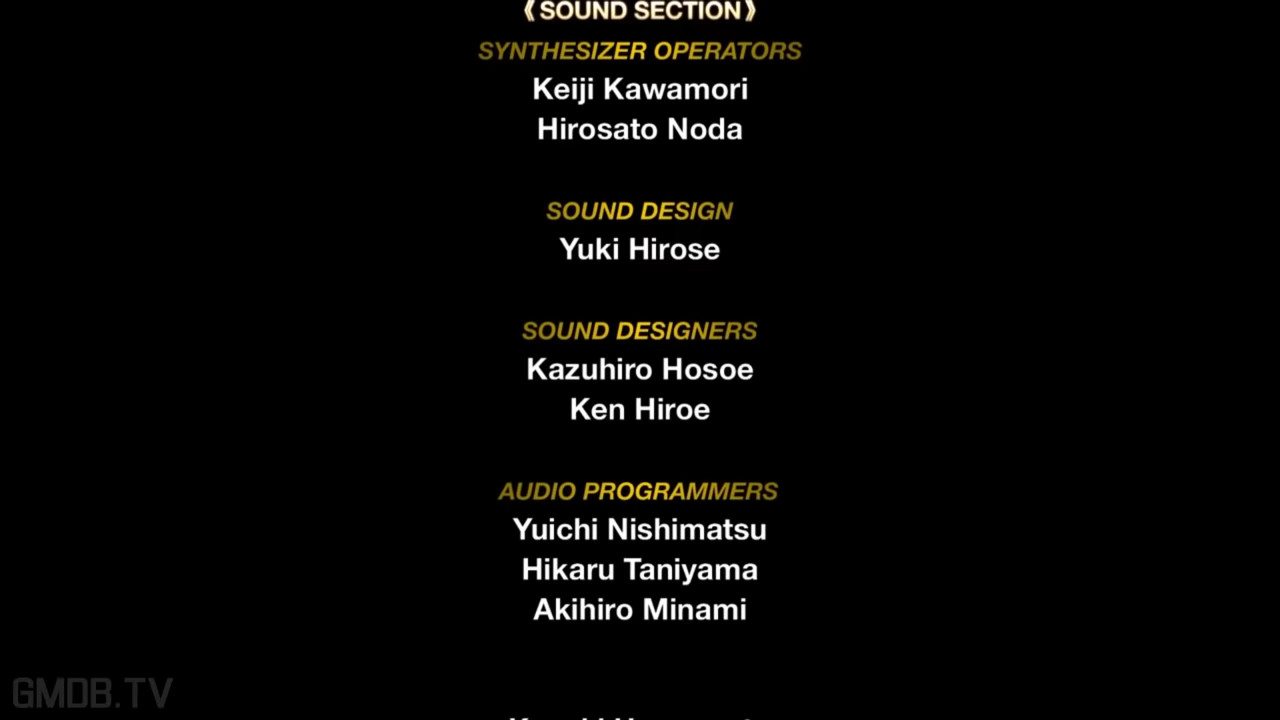 《SOUND SECTION》
SYNTHESIZER OPERATORS
Keiji Kawamori
Hirosato Noda
SOUND DESIGN
Yuki Hirose
SOUND DESIGNERS
Kazuhiro Hosoe
Ken Hiroe
AUDIO PROGRAMMERS
Yuichi Nishimatsu
Hikaru Taniyama
Akihiro Minami
GMDB.TV